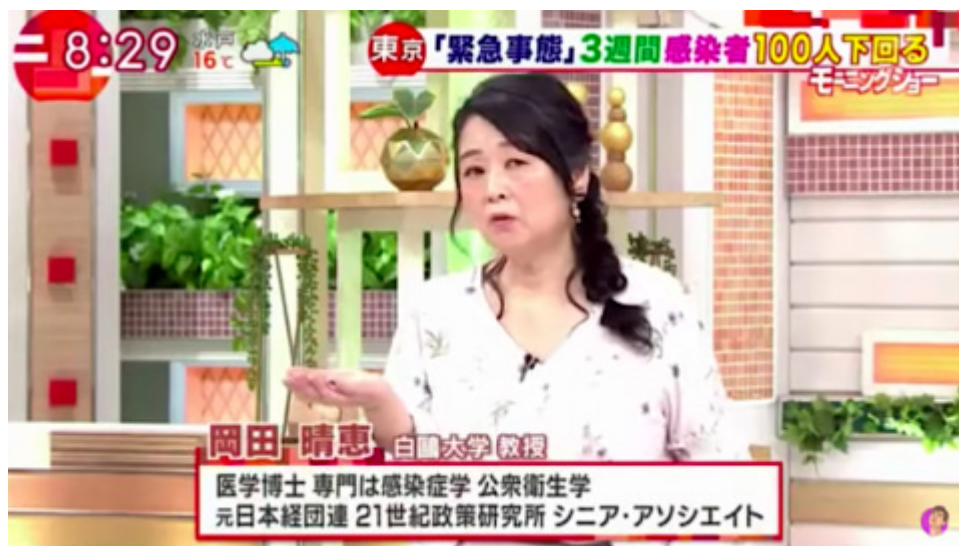 8:29
水戸
16℃
東京 「緊急事態」3週間 感染者100人下回る
モーニングショー
岡田 晴恵 白鷗大学 教授
医学博士 専門は感染症学 公衆衛生学
元日本経団連 21世紀政策研究所 シニア・アソシエイト